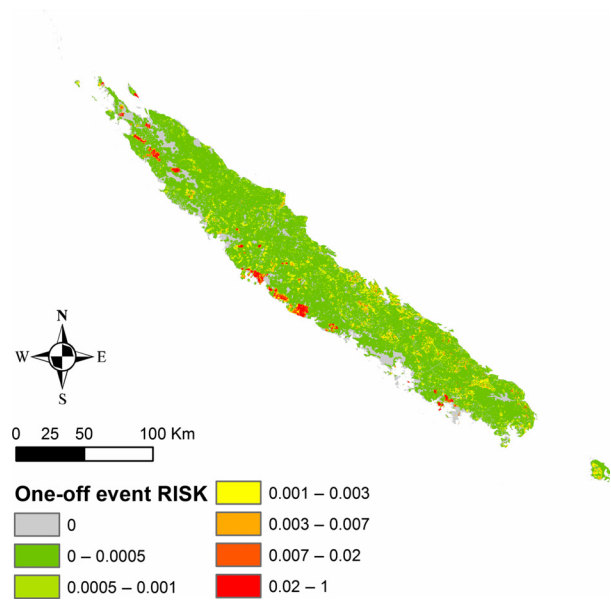 N
W E
S
0 25 50 100 Km
One-off event RISK
0
0 – 0.0005
0.0005 – 0.001
0.001 – 0.003
0.003 – 0.007
0.007 – 0.02
0.02 – 1